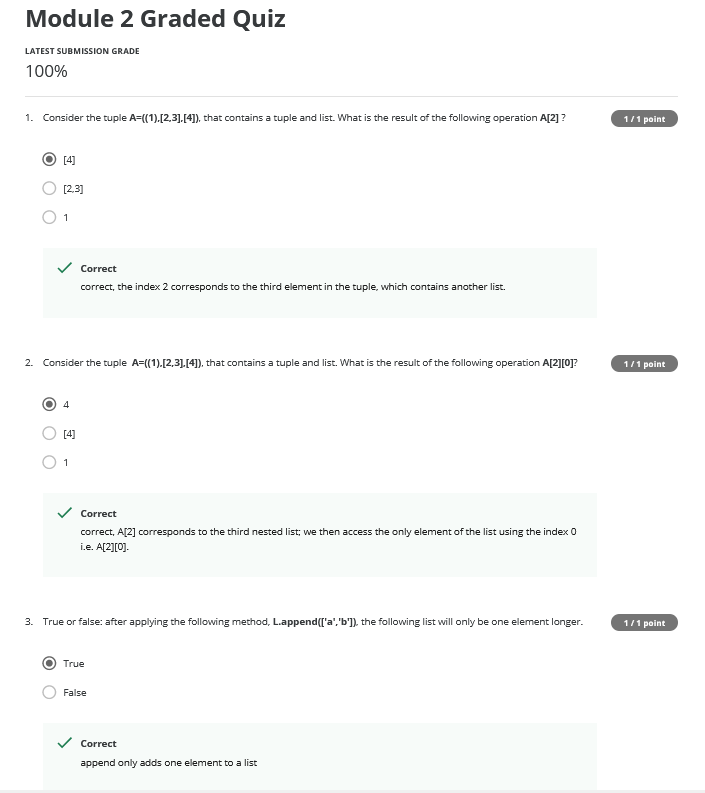 Module 2 Graded Quiz
LATEST SUBMISSION GRADE
100%
1. Consider the tuple A=((1),[2,3],[4]), that contains a tuple and list. What is the result of the following operation A[2] ?
1 / 1 point
[4]
[2,3]
1
Correct
correct, the index 2 corresponds to the third element in the tuple, which contains another list.
2. Consider the tuple A=((1),[2,3],[4]), that contains a tuple and list. What is the result of the following operation A[2][0]?
1 / 1 point
4
[4]
1
Correct
correct, A[2] corresponds to the third nested list; we then access the only element of the list using the index 0
i.e. A[2][0].
3. True or false: after applying the following method, L.append(['a','b']), the following list will only be one element longer.
1 / 1 point
True
False
Correct
append only adds one element to a list